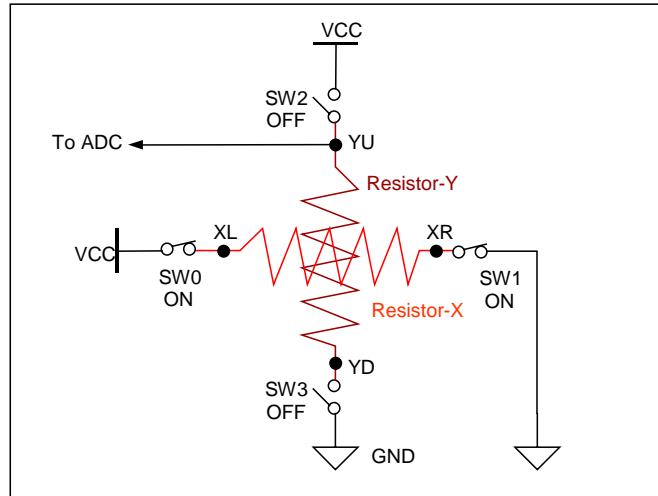 VCC
SW2
OFF
To ADC
YU
Resistor-Y
XL
XR
VCC
SW0
ON
SW1
ON
Resistor-X
YD
SW3
OFF
GND